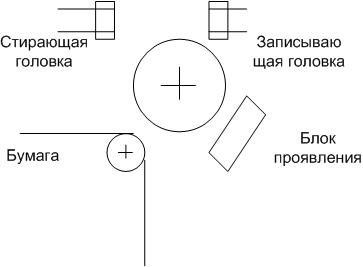 Стирающая
головка
Записываю
щая головка
Бумага
Блок
проявления